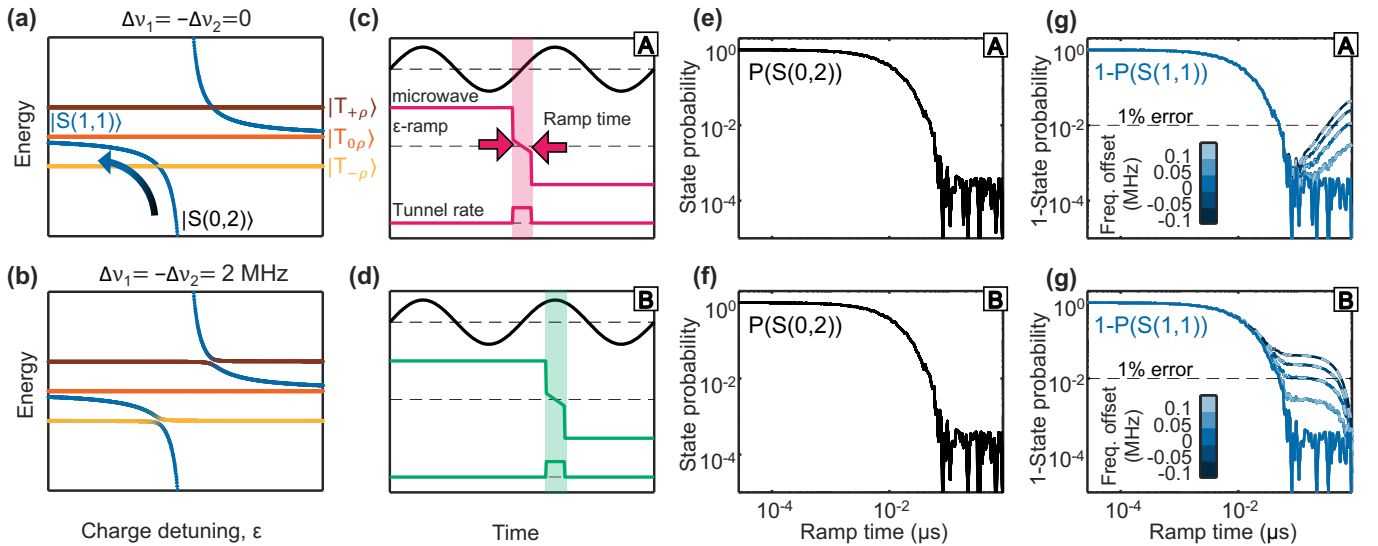 (a) Δν₁= −Δν₂=0
Energy
|S(1,1)⟩
|S(0,2)⟩
|T₊ᵨ⟩
|T₀ᵨ⟩
|T₋ᵨ⟩
(c)
A
microwave
ε-ramp
Ramp time
Tunnel rate
(e)
A
State probability
10⁰
10⁻²
10⁻⁴
P(S(0,2))
(g)
A
1-State probability
10⁰
10⁻²
10⁻⁴
1-P(S(1,1))
1% error
Freq. offset
(MHz)
0.1
0.05
0
-0.05
-0.1
(b) Δν₁= −Δν₂= 2 MHz
Energy
Charge detuning, ε
(d)
B
Time
(f)
B
State probability
10⁰
10⁻²
10⁻⁴
P(S(0,2))
10⁻⁴ 10⁻²
Ramp time (μs)
(g)
B
1-State probability
10⁰
10⁻²
10⁻⁴
1-P(S(1,1))
1% error
Freq. offset
(MHz)
0.1
0.05
0
-0.05
-0.1
10⁻⁴ 10⁻²
Ramp time (μs)